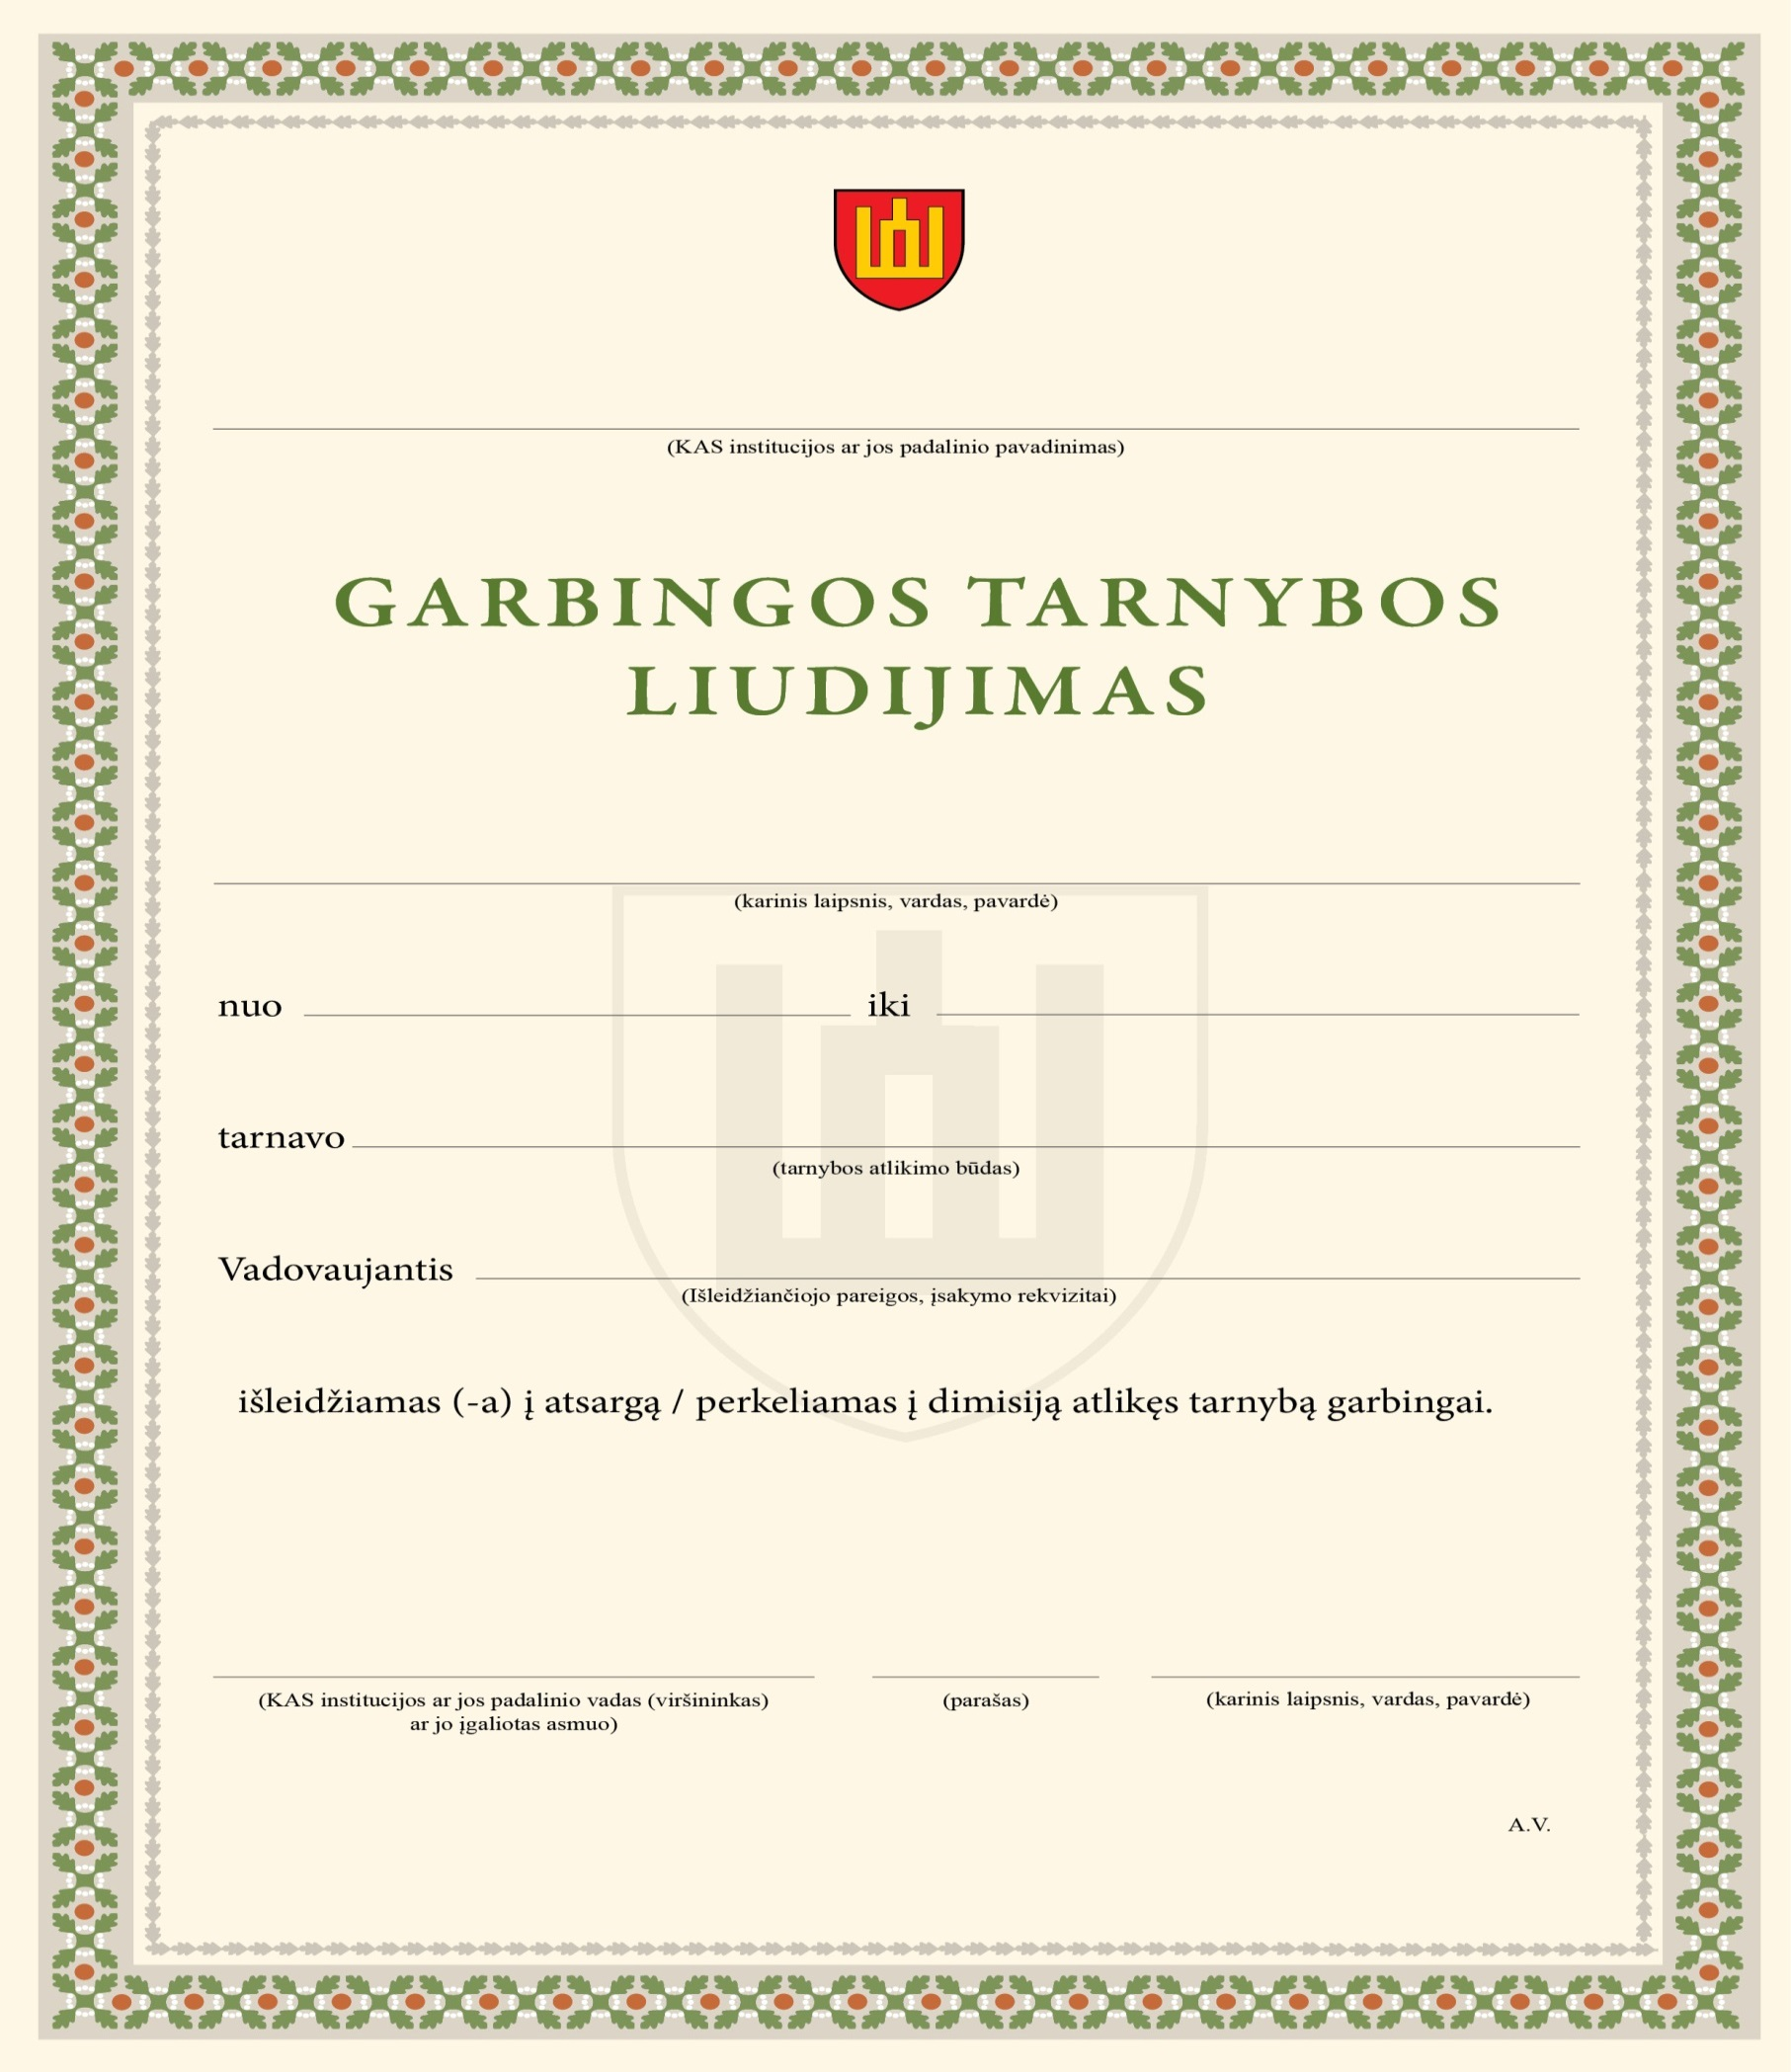 (KAS institucijos ar jos padalinio pavadinimas)
GARBINGOS TARNYBOS
LIUDIJIMAS
(karinis laipsnis, vardas, pavardė)
nuo iki
tarnavo
(tarnybos atlikimo būdas)
Vadovaujantis
(Išleidžiančiojo pareigos, įsakymo rekvizitai)
išleidžiamas (-a) į atsargą / perkeliamas į dimisiją atlikęs tarnybą garbingai.
(KAS institucijos ar jos padalinio vadas (viršininkas) (parašas) (karinis laipsnis, vardas, pavardė)
ar jo įgaliotas asmuo)
A.V.